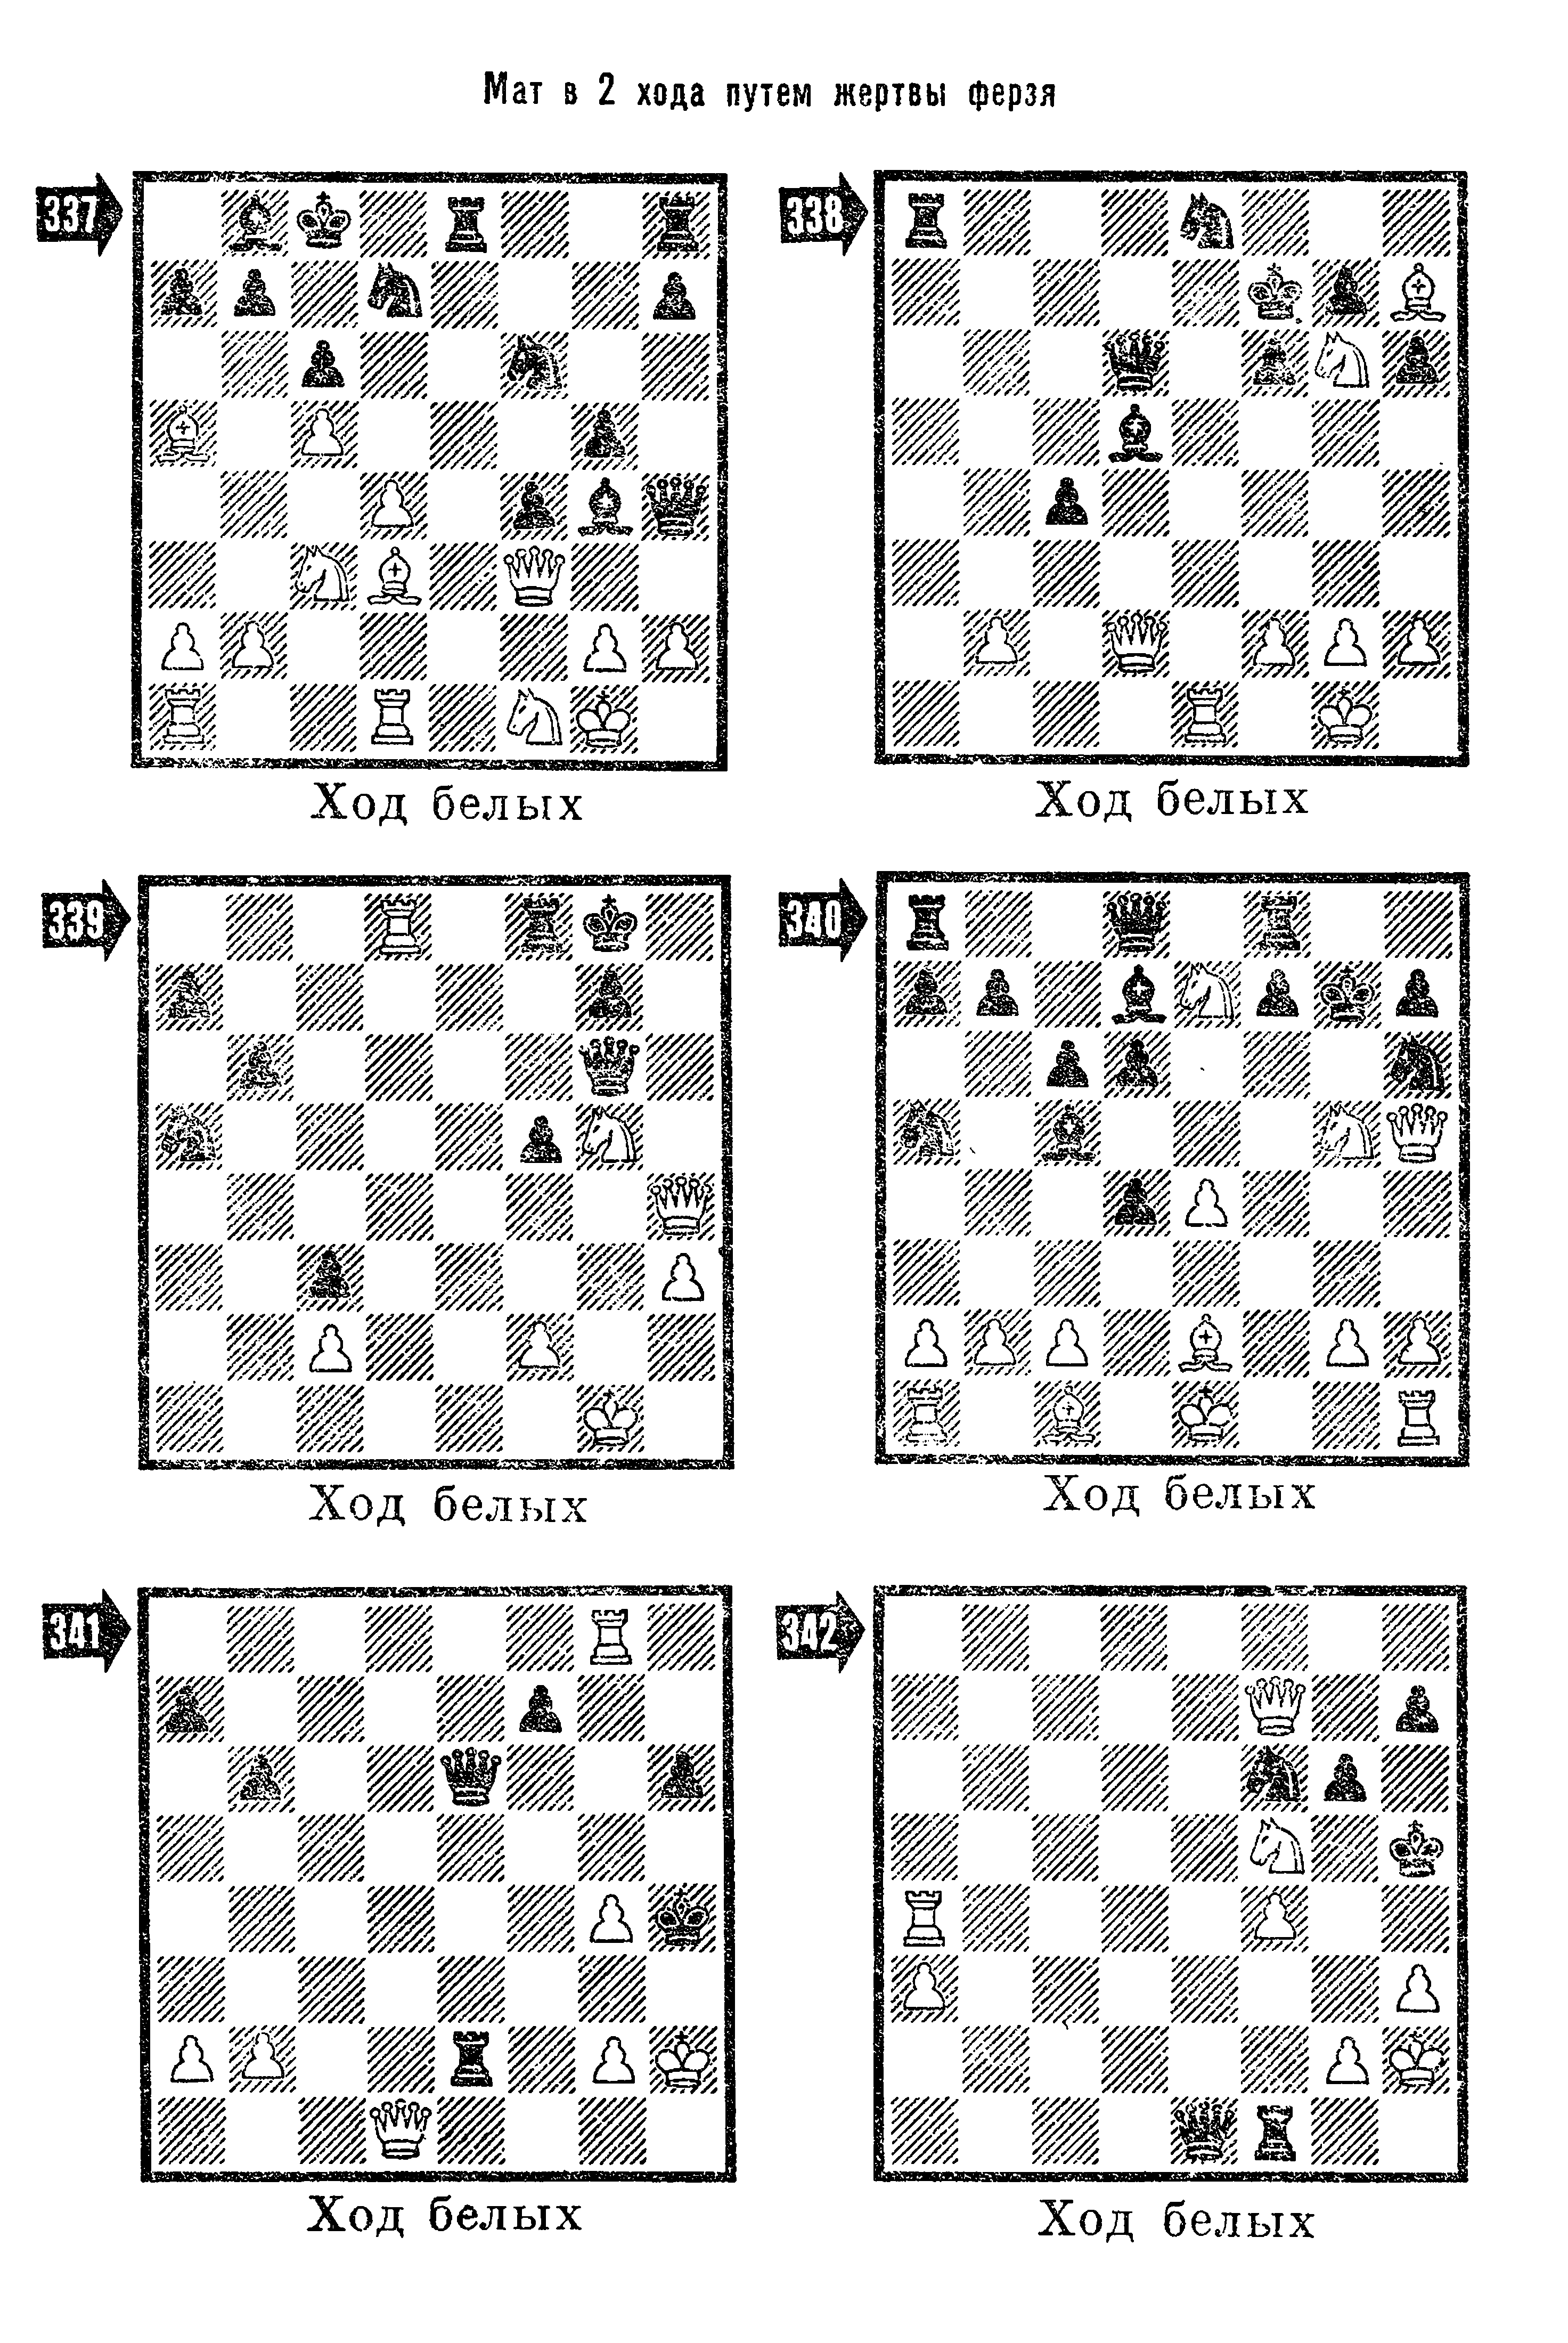 Мат в 2 хода путем жертвы ферзя
337
338
Ход белых
Ход белых
339
340
Ход белых
Ход белых
341
342
Ход белых
Ход белых